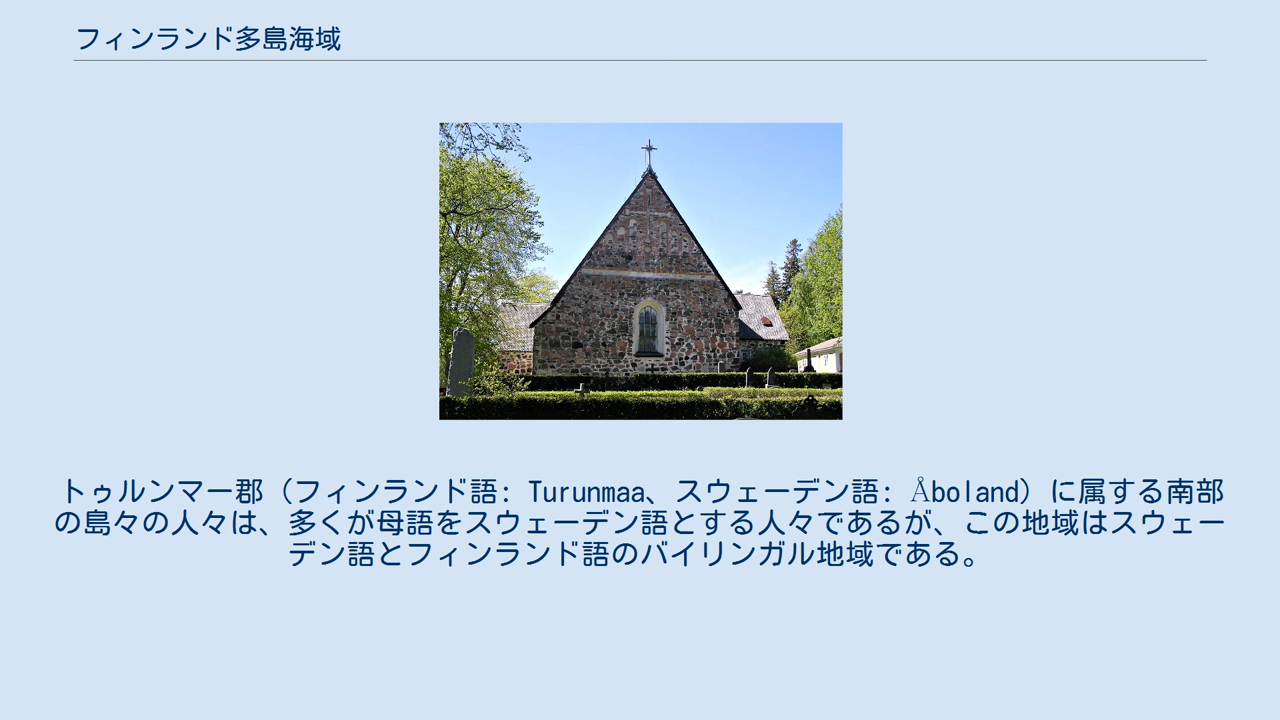 フィンランド多島海域
トゥルンマー郡（フィンランド語: Turunmaa、スウェーデン語: Åboland）に属する南部
の島々の人々は、多くが母語をスウェーデン語とする人々であるが、この地域はスウェー
デン語とフィンランド語のバイリンガル地域である。